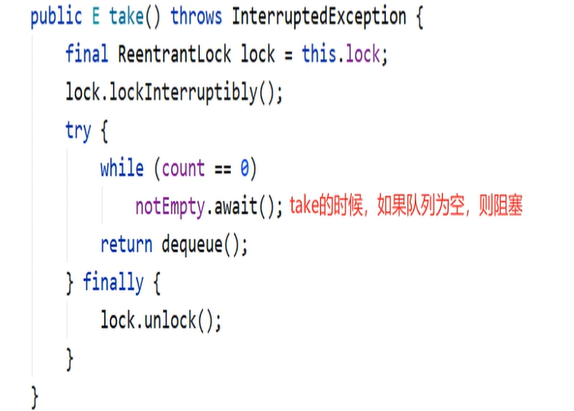 public E take() throws InterruptedException {
    final ReentrantLock lock = this.lock;
    lock.lockInterruptibly();
    try {
        while (count == 0)
            notEmpty.await(); take的时候，如果队列为空，则阻塞
        return dequeue();
    } finally {
        lock.unlock();
    }
}